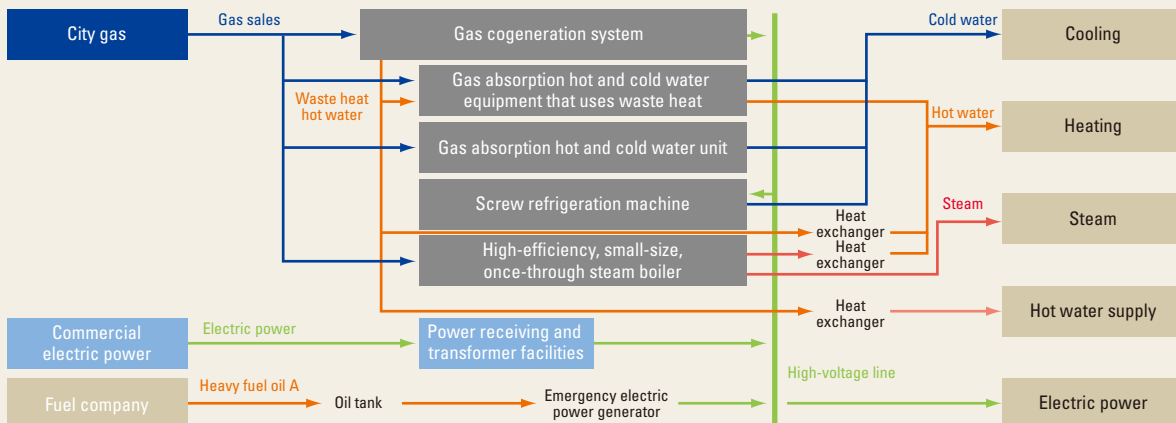 City gas
Gas sales
Gas cogeneration system
Cold water
Cooling
Gas absorption hot and cold water
equipment that uses waste heat
Waste heat
hot water
Hot water
Heating
Gas absorption hot and cold water unit
Screw refrigeration machine
Steam
Steam
Heat
exchanger
High-efficiency, small-size,
once-through steam boiler
Heat
exchanger
Heat
exchanger
Hot water supply
Commercial
electric power
Electric power
Power receiving and
transformer facilities
High-voltage line
Fuel company
Heavy fuel oil A
Oil tank
Emergency electric
power generator
Electric power